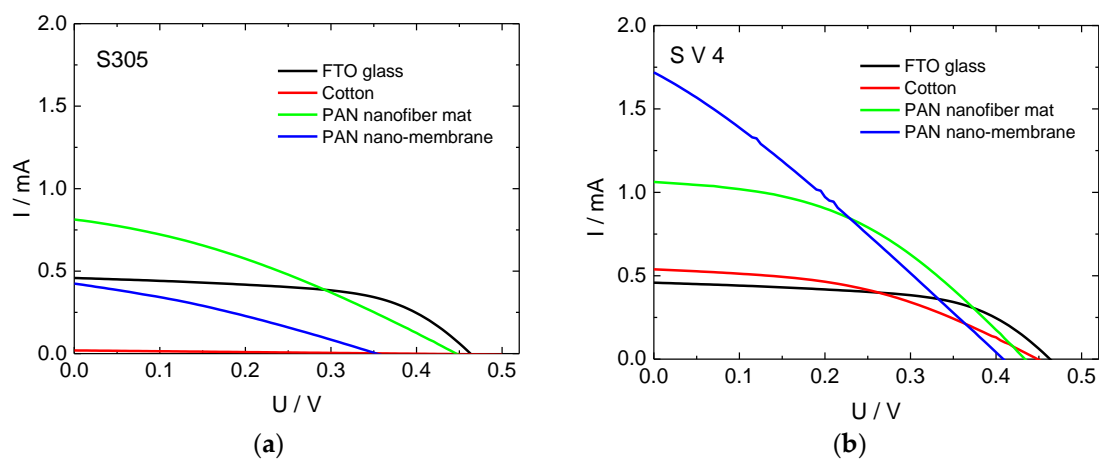 2.0
1.5
1.0
0.5
0.0
I / mA
S305
FTO glass
Cotton
PAN nanofiber mat
PAN nano-membrane
0.0 0.1 0.2 0.3 0.4 0.5
U / V
(a)
2.0
1.5
1.0
0.5
0.0
I / mA
S V 4
FTO glass
Cotton
PAN nanofiber mat
PAN nano-membrane
0.0 0.1 0.2 0.3 0.4 0.5
U / V
(b)